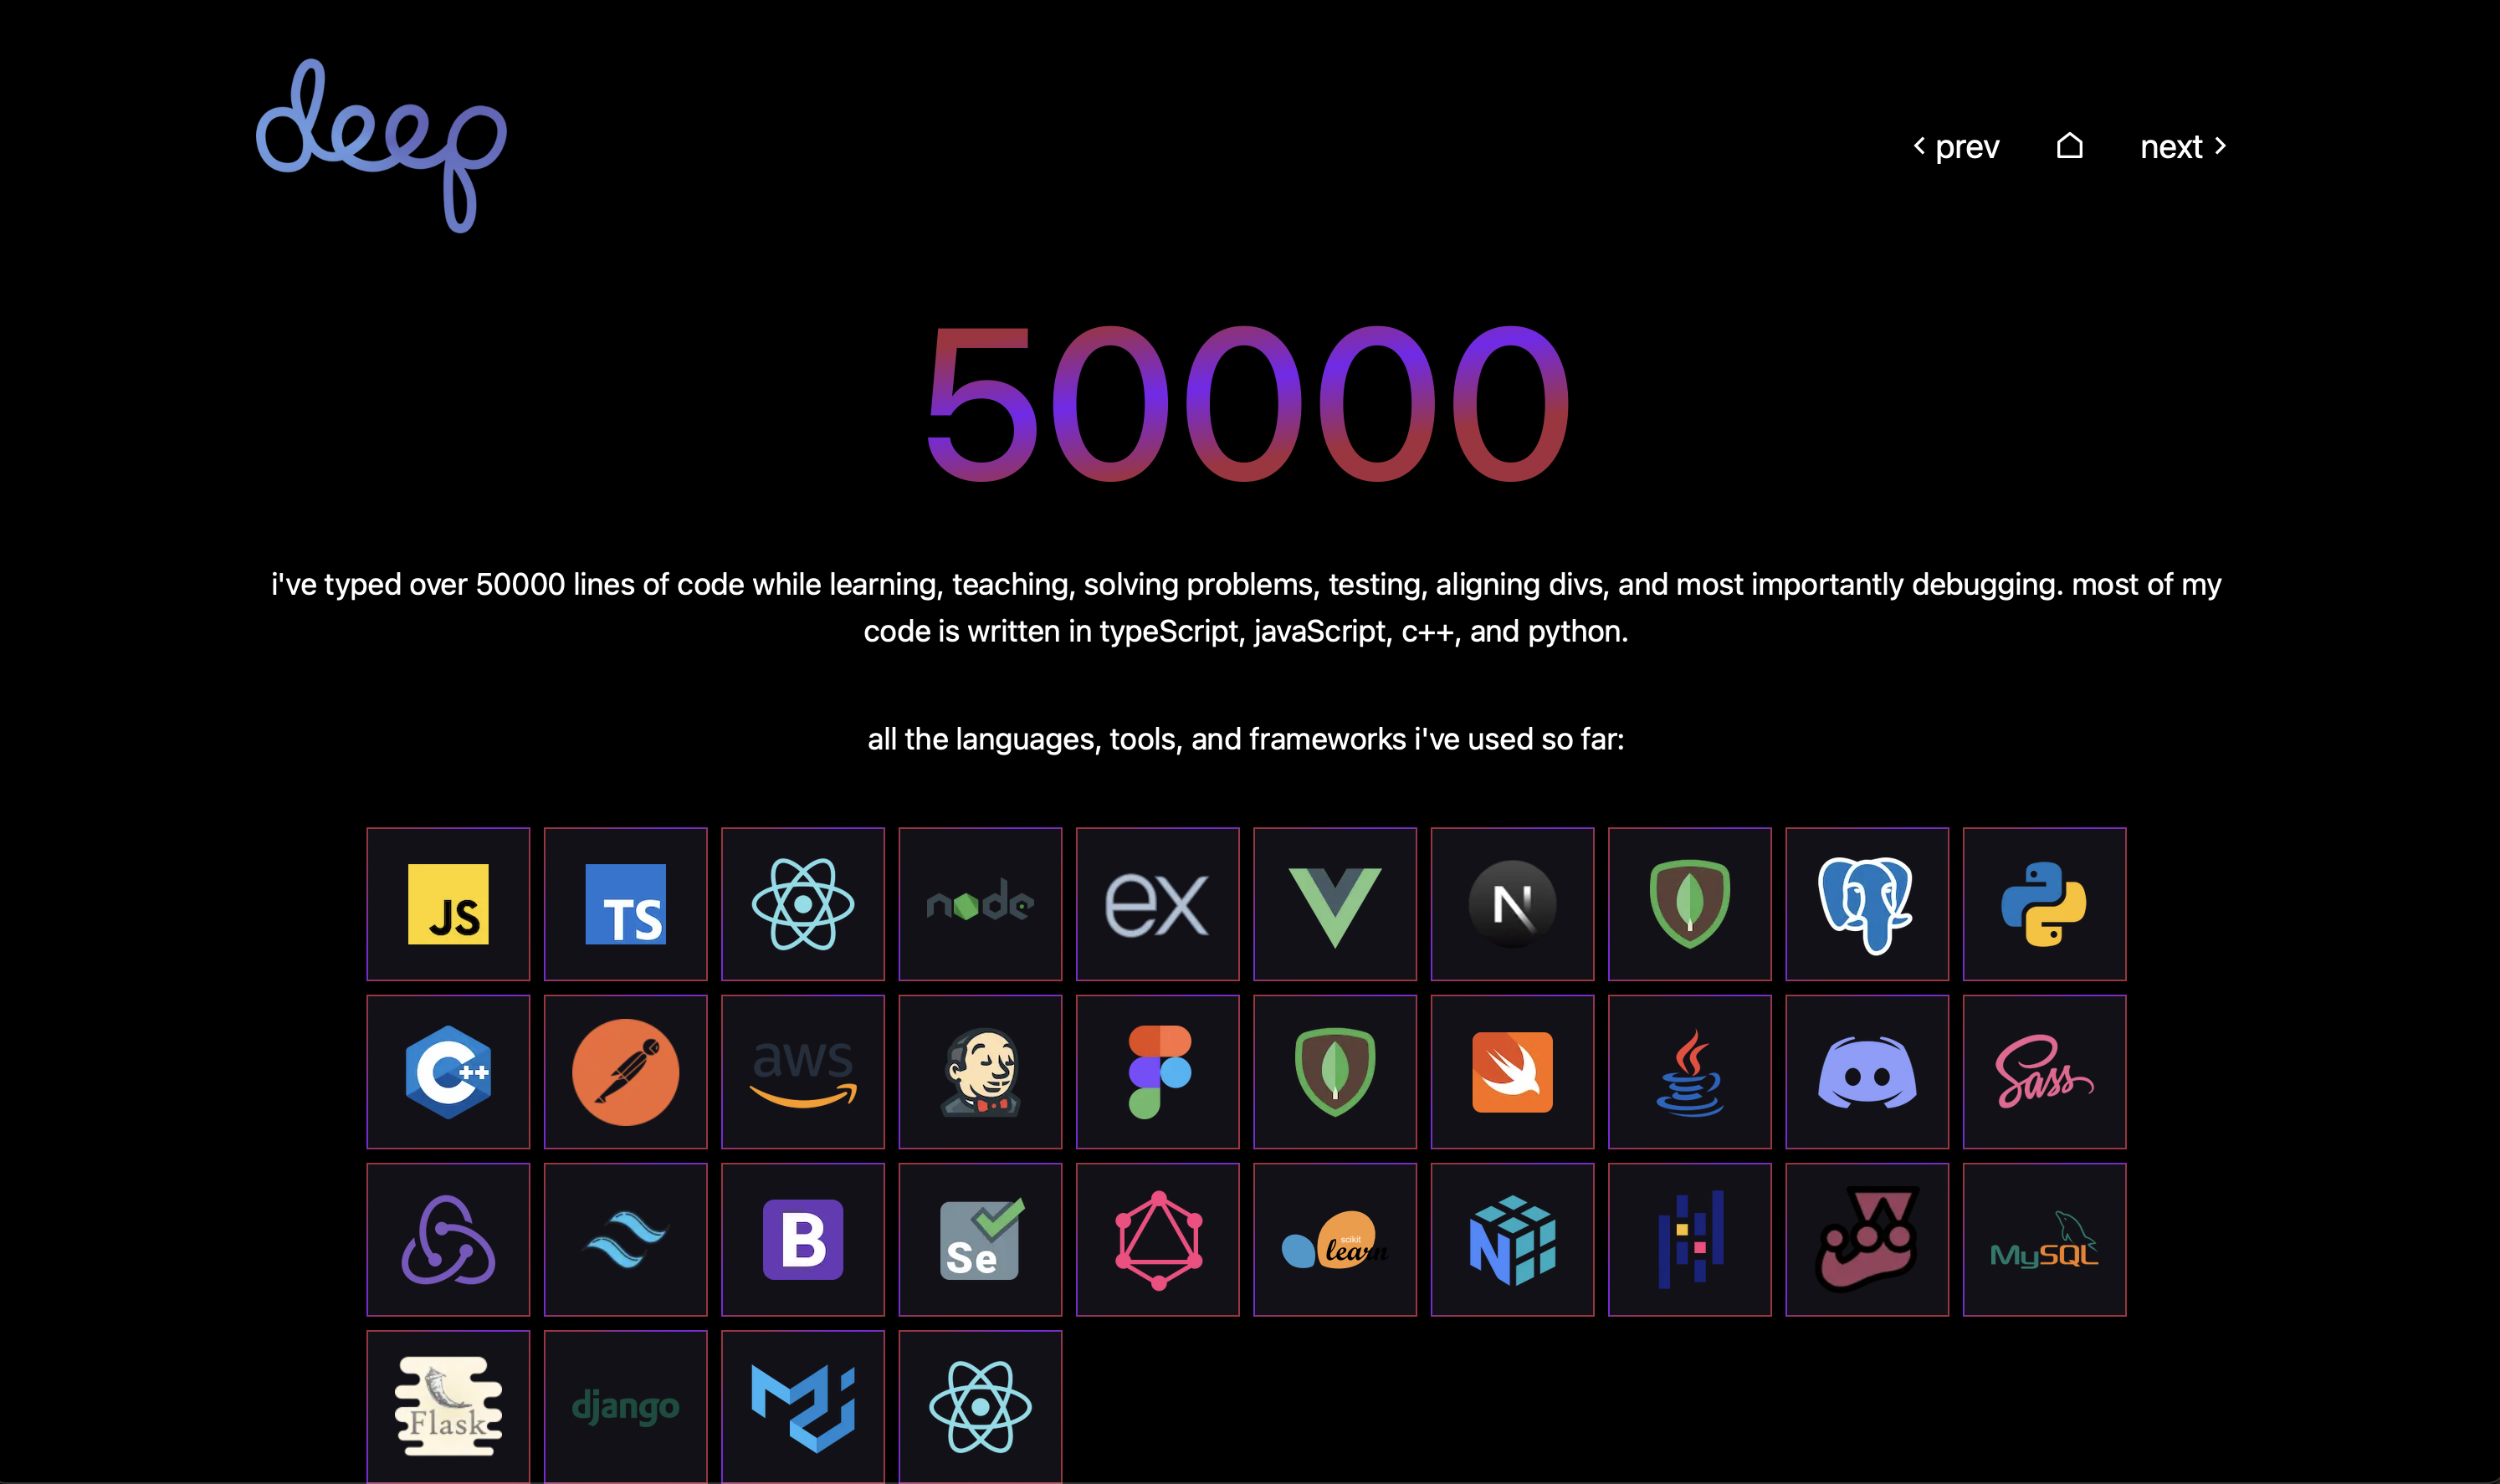 deep
< prev
next >
50000
i've typed over 50000 lines of code while learning, teaching, solving problems, testing, aligning divs, and most importantly debugging. most of my
code is written in typeScript, javaScript, c++, and python.
all the languages, tools, and frameworks i've used so far:
JS
TS
node
ex
N
C++
aws
Sass
B
Se
scikit
learn
N
MySQL
Flask
django